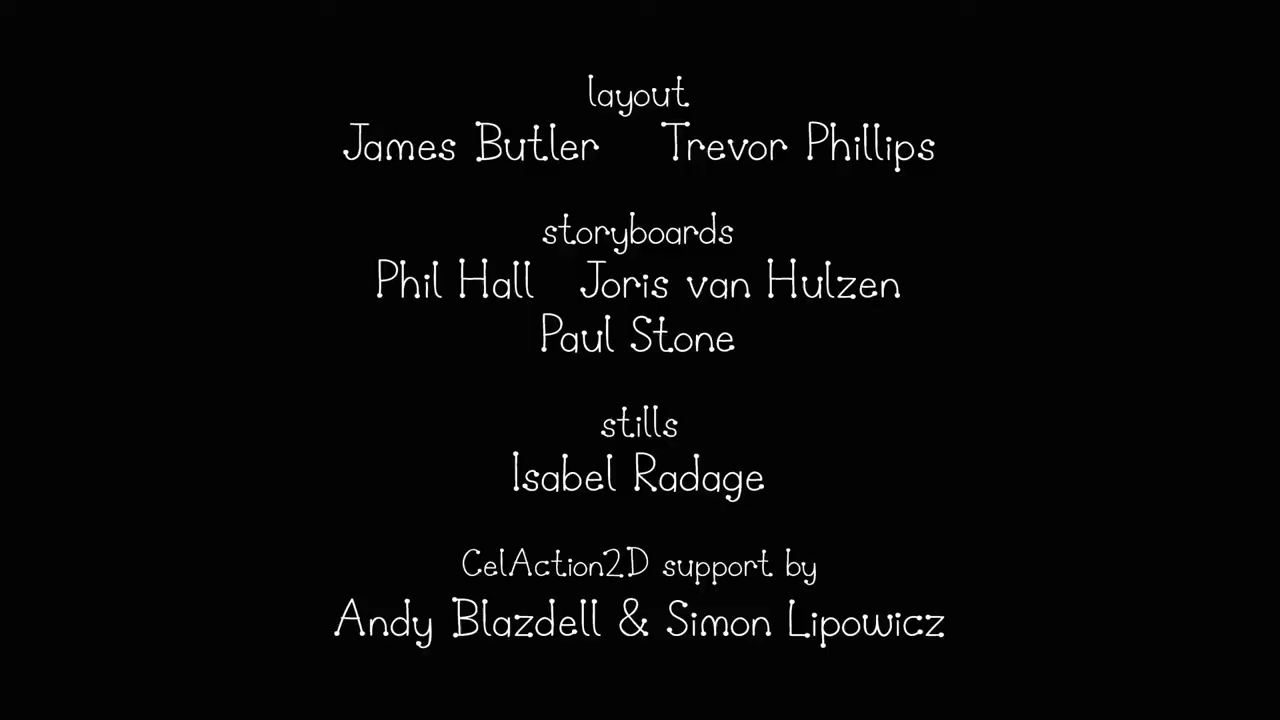 layout
James Butler Trevor Phillips
storyboards
Phil Hall Joris van Hulzen
Paul Stone
stills
Isabel Radage
CelAction2D support by
Andy Blazdell & Simon Lipowicz